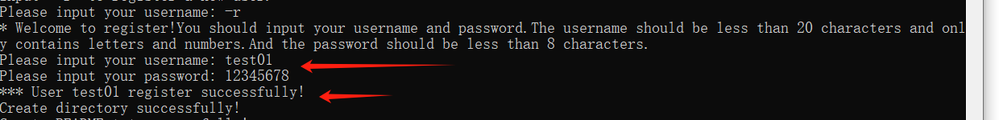 Please input your username: -r
* Welcome to register!You should input your username and password.The username should be less than 20 characters and onl
y contains letters and numbers.And the password should be less than 8 characters.
Please input your username: test01
Please input your password: 12345678
*** User test01 register successfully!
Create directory successfully!